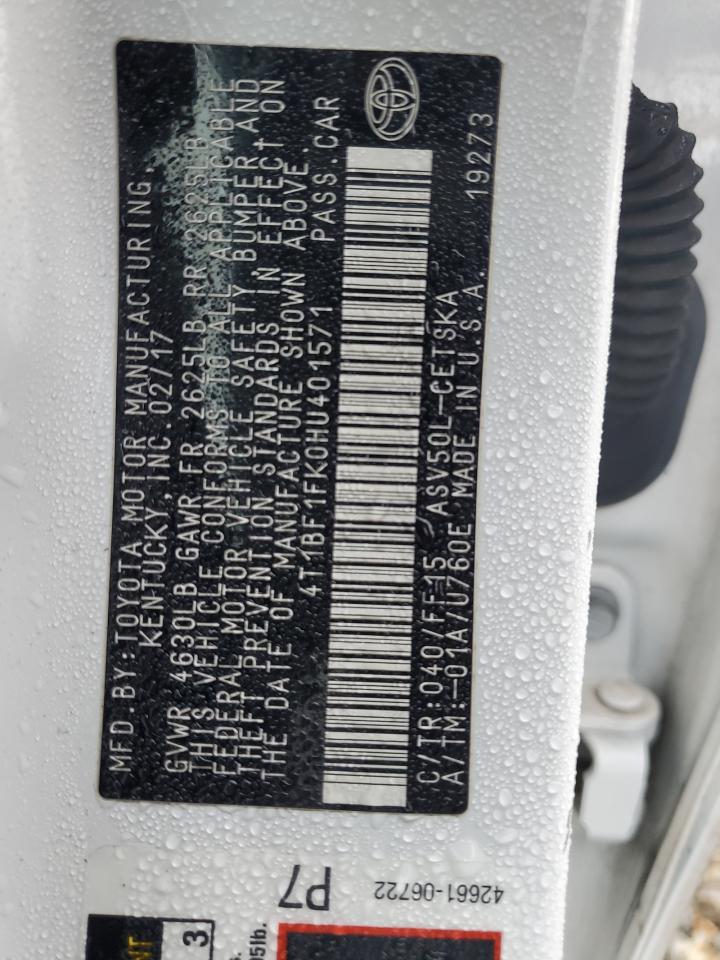 MFD.BY:TOYOTA MOTOR MANUFACTURING,
KENTUCKY, INC.02/17
GVWR 4630LB GAWR FR 2625LB RR 2625LB
THIS VEHICLE CONFORMS TO ALL APPLICABLE
FEDERAL MOTOR VEHICLE SAFETY, BUMPER, AND
THEFT PREVENTION STANDARDS IN EFFECT ON
THE DATE OF MANUFACTURE SHOWN ABOVE.
4T1BF1FK0HU401571 PASS.CAR
C/TR:040/FF15 ASV50L-CETSKA
A/TM:-01A/U760E MADE IN U.S.A. 19273
P7
42661-06722
3